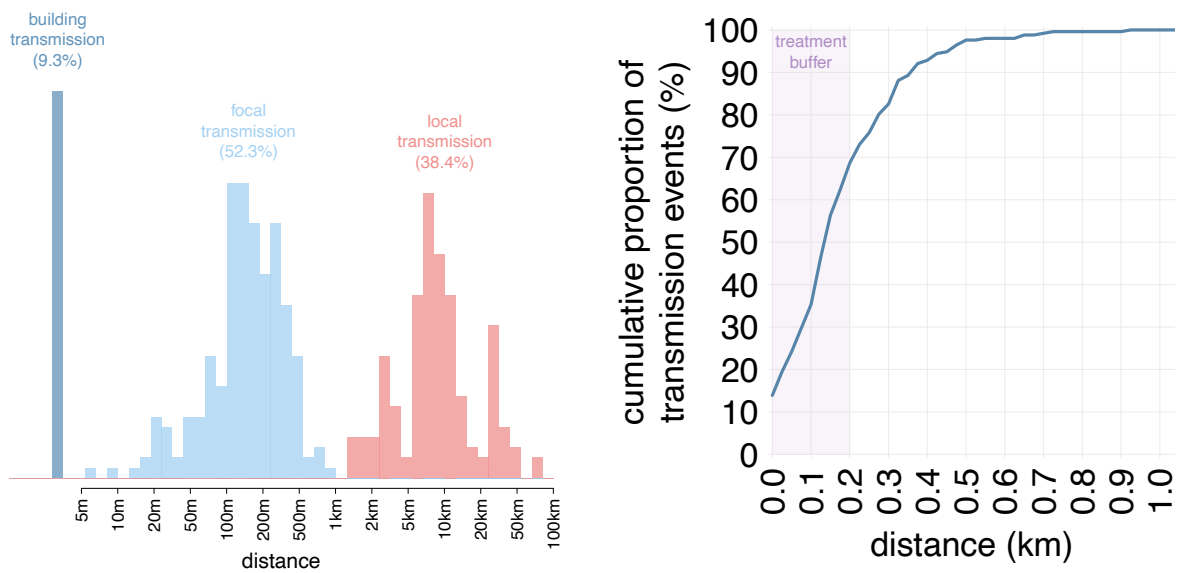 building
transmission
(9.3%)
focal
transmission
(52.3%)
local
transmission
(38.4%)
5m
10m
20m
50m
100m
200m
500m
1km
2km
5km
10km
20km
50km
100km
distance
cumulative proportion of
transmission events (%)
100
90
80
70
60
50
40
30
20
10
0
treatment
buffer
0.0
0.1
0.2
0.3
0.4
0.5
0.6
0.7
0.8
0.9
1.0
distance (km)